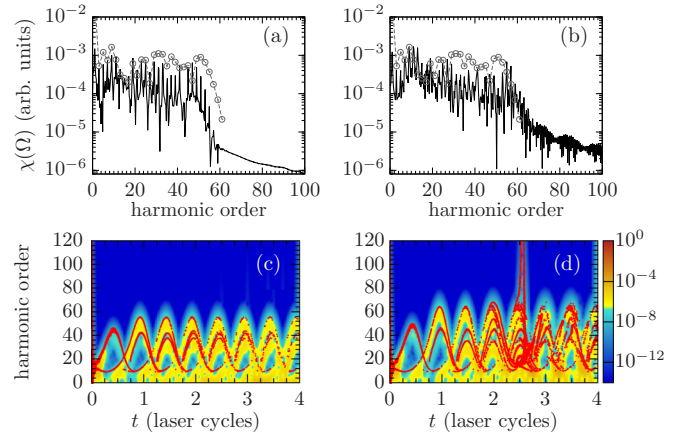 χ(Ω) (arb. units)
10⁻²
10⁻³
10⁻⁴
10⁻⁵
10⁻⁶
(a)
0 20 40 60 80 100
harmonic order
10⁻²
10⁻³
10⁻⁴
10⁻⁵
10⁻⁶
(b)
0 20 40 60 80 100
harmonic order
harmonic order
120
100
80
60
40
20
0
(c)
0 1 2 3 4
t (laser cycles)
120
100
80
60
40
20
0
(d)
0 1 2 3 4
t (laser cycles)
10⁰
10⁻⁴
10⁻⁸
10⁻¹²